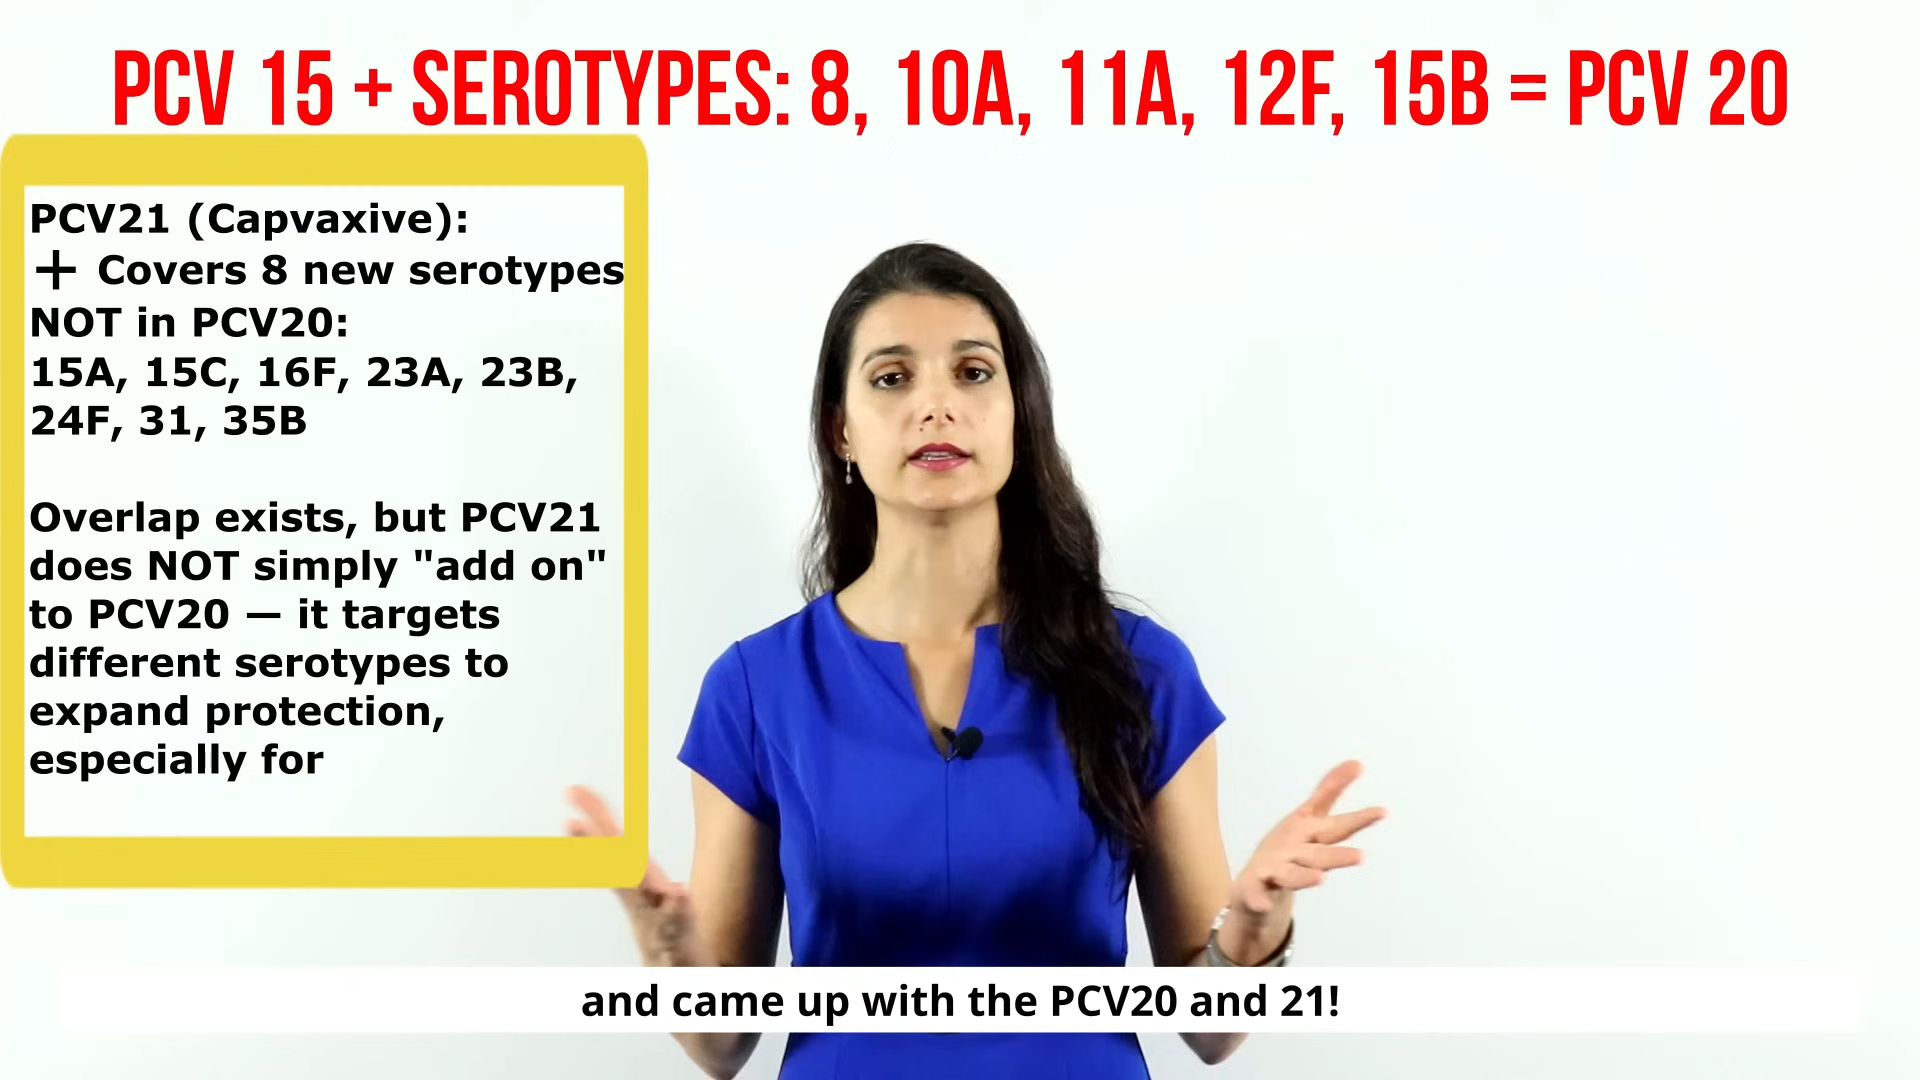 PCV 15 + SEROTYPES: 8, 10A, 11A, 12F, 15B = PCV 20
PCV21 (Capvaxive):
+ Covers 8 new serotypes
NOT in PCV20:
15A, 15C, 16F, 23A, 23B,
24F, 31, 35B
Overlap exists, but PCV21
does NOT simply "add on"
to PCV20 — it targets
different serotypes to
expand protection,
especially for
and came up with the PCV20 and 21!